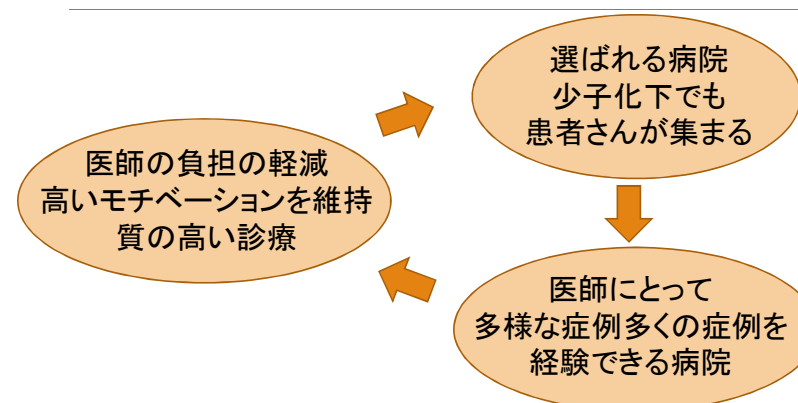 選ばれる病院
少子化下でも
患者さんが集まる
医師の負担の軽減
高いモチベーションを維持
質の高い診療
医師にとって
多様な症例多くの症例を
経験できる病院